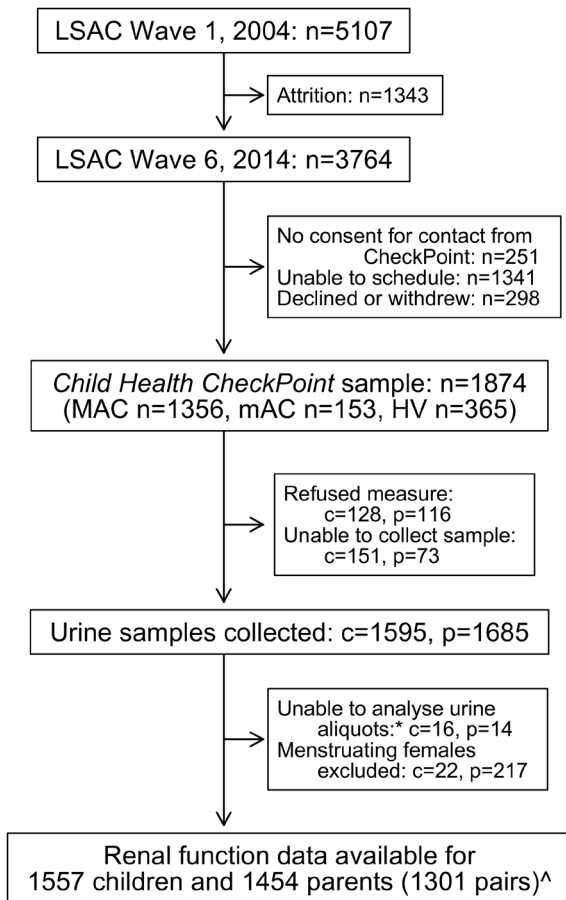 LSAC Wave 1, 2004: n=5107
Attrition: n=1343
LSAC Wave 6, 2014: n=3764
No consent for contact from
CheckPoint: n=251
Unable to schedule: n=1341
Declined or withdrew: n=298
Child Health CheckPoint sample: n=1874
(MAC n=1356, mAC n=153, HV n=365)
Refused measure:
c=128, p=116
Unable to collect sample:
c=151, p=73
Urine samples collected: c=1595, p=1685
Unable to analyse urine
aliquots:* c=16, p=14
Menstruating females
excluded: c=22, p=217
Renal function data available for
1557 children and 1454 parents (1301 pairs)^